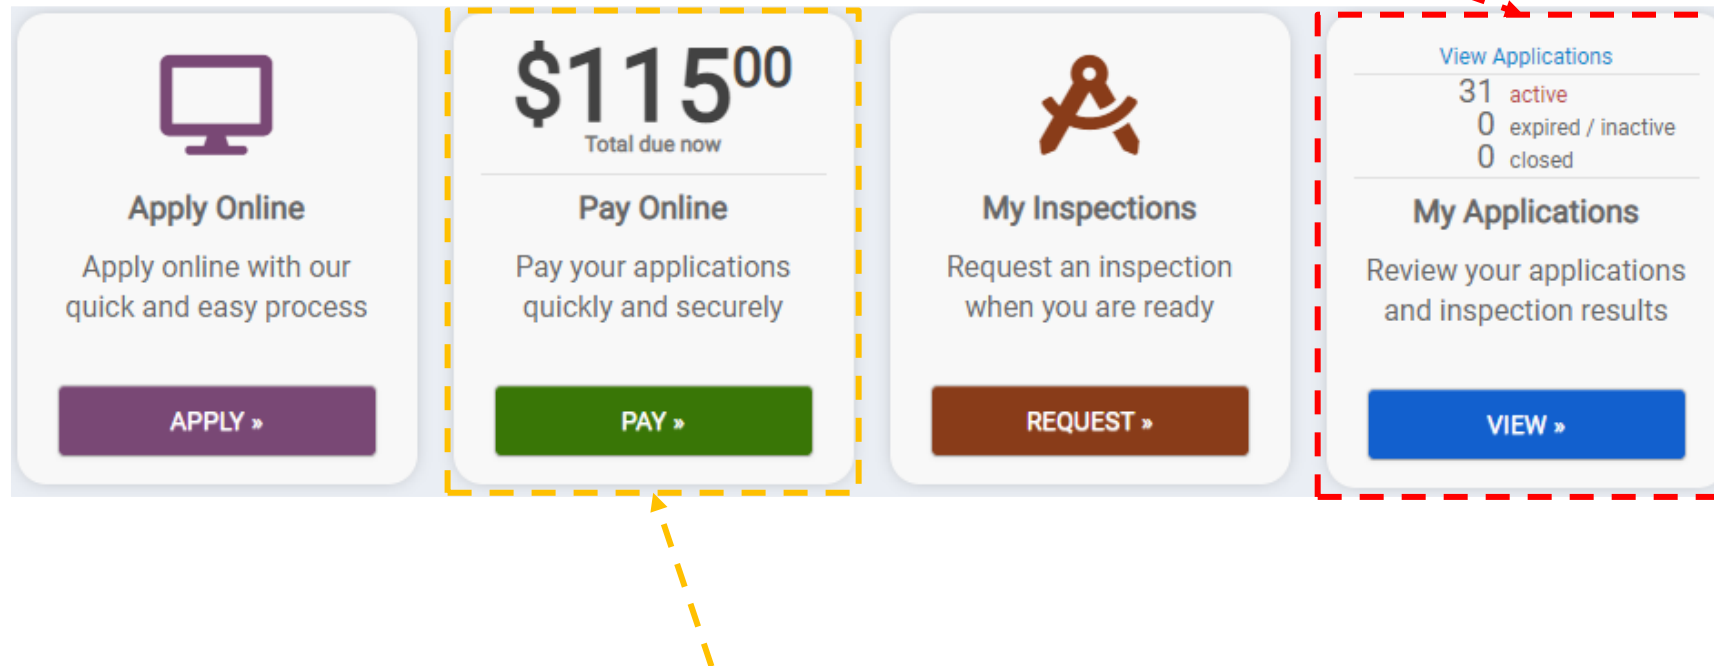 Apply Online
Apply online with our
quick and easy process
APPLY »
$11500
Total due now
Pay Online
Pay your applications
quickly and securely
PAY »
My Inspections
Request an inspection
when you are ready
REQUEST »
View Applications
31 active
0 expired / inactive
0 closed
My Applications
Review your applications
and inspection results
VIEW »